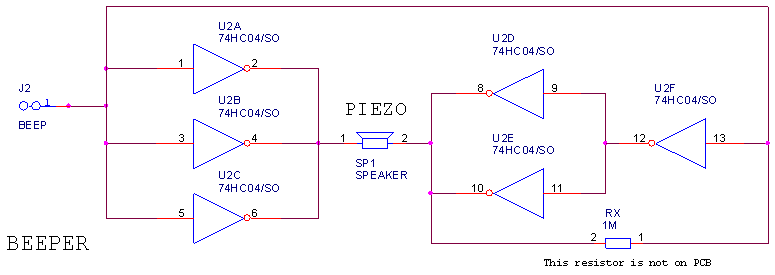 U2A
74HC04/SO
1
2
U2D
74HC04/SO
8
9
J2
1
BEEP
U2B
74HC04/SO
3
4
PIEZO
1
2
SP1
SPEAKER
U2F
74HC04/SO
12
13
U2E
74HC04/SO
10
11
U2C
74HC04/SO
5
6
RX
1M
2
1
BEEPER
This resistor is not on PCB